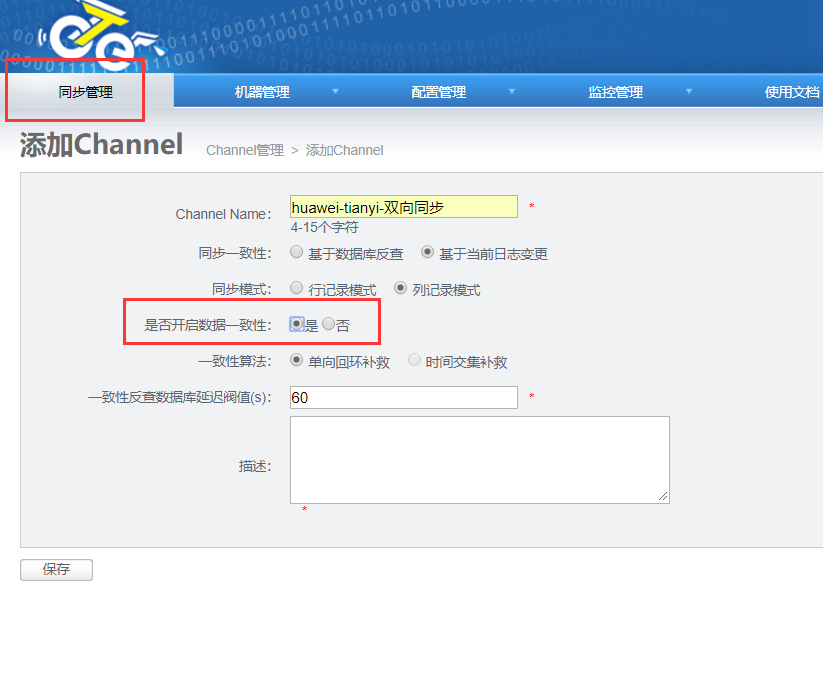 同步管理 机器管理 配置管理 监控管理 使用文档
添加Channel Channel管理 > 添加Channel
Channel Name： huawei-tianyi-双向同步 *
4-15个字符
同步一致性： 基于数据库反查 基于当前日志变更
同步模式： 行记录模式 列记录模式
是否开启数据一致性： 是 否
一致性算法： 单向回环补救 时间交集补救
一致性反查数据库延迟阀值(s)： 60 *
描述：
*
保存